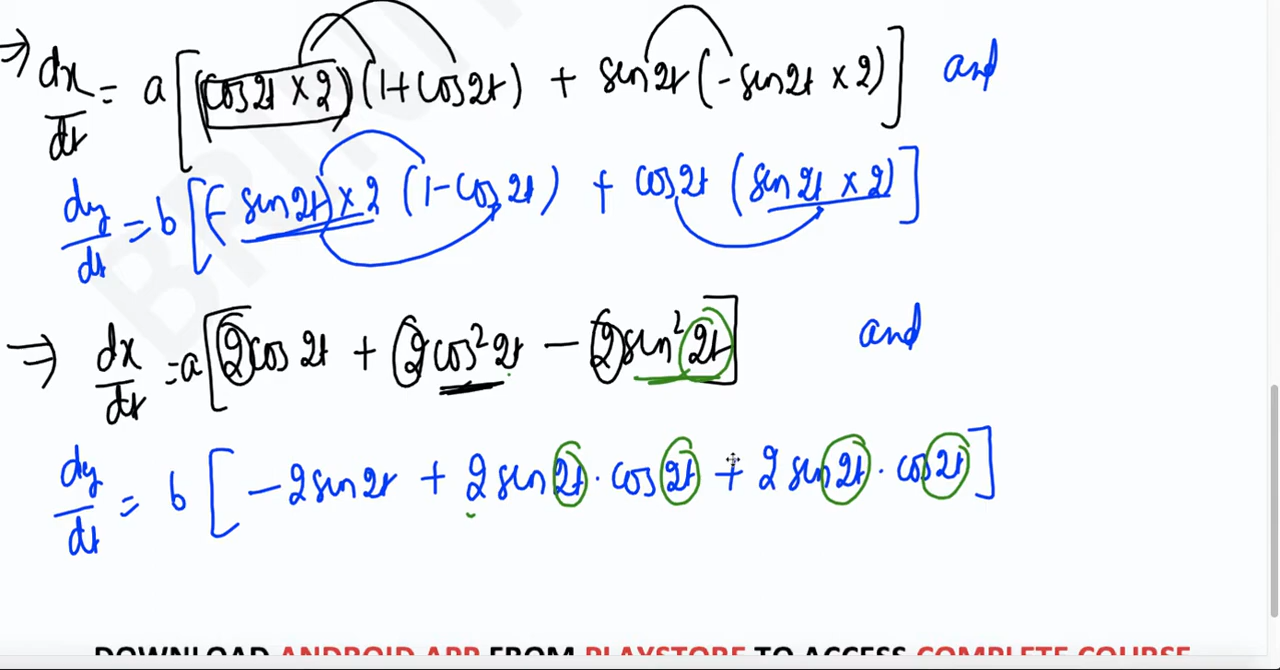 ⇒ dx/dt = a[(cos2t × 2)(1+cos2t) + sin2t(-sin2t × 2)] and
dy/dt = b[(-sin2t)×2 (1-cos2t) + cos2t (sin2t × 2)]
⇒ dx/dt = a[2cos 2t + 2cos²2t - 2sin²2t] and
dy/dt = b[-2sin2t + 2sin2t·cos2t + 2sin2t·cos2t]
DOWNLOAD ANDROID APP FROM PLAYSTORE TO ACCESS COMPLETE COURSE